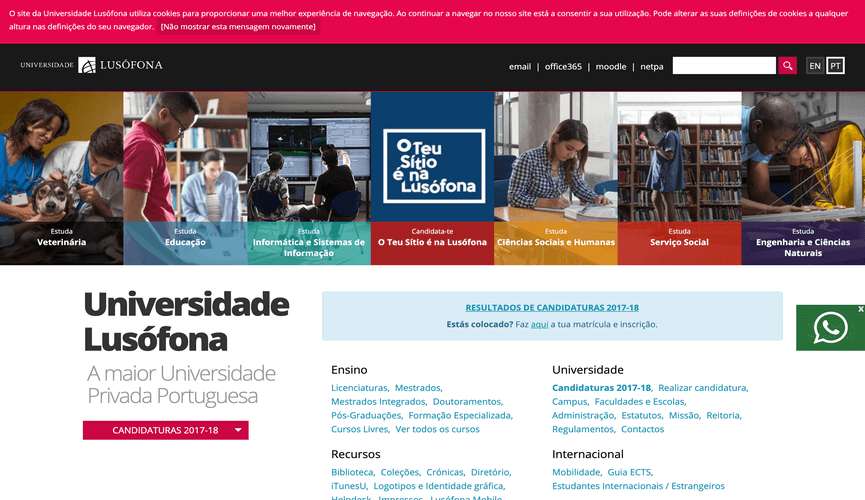 O site da Universidade Lusófona utiliza cookies para proporcionar uma melhor experiência de navegação. Ao continuar a navegar no nosso site está a consentir a sua utilização. Pode alterar as suas definições de cookies a qualquer
altura nas definições do seu navegador. [Não mostrar esta mensagem novamente]
UNIVERSIDADE LUSÓFONA
email | office365 | moodle | netpa
EN PT
O Teu
Sítio
é na
Lusófona
Estuda
Veterinária
Estuda
Educação
Estuda
Informática e Sistemas de
Informação
Candidata-te
O Teu Sítio é na Lusófona
Estuda
Ciências Sociais e Humanas
Estuda
Serviço Social
Estuda
Engenharia e Ciências
Naturais
Universidade
Lusófona
A maior Universidade
Privada Portuguesa
CANDIDATURAS 2017-18
RESULTADOS DE CANDIDATURAS 2017-18
Estás colocado? Faz aqui a tua matrícula e inscrição.
X
Ensino
Licenciaturas, Mestrados,
Mestrados Integrados, Doutoramentos,
Pós-Graduações, Formação Especializada,
Cursos Livres, Ver todos os cursos
Universidade
Candidaturas 2017-18, Realizar candidatura,
Campus, Faculdades e Escolas,
Administração, Estatutos, Missão, Reitoria,
Regulamentos, Contactos
Recursos
Biblioteca, Coleções, Crónicas, Diretório,
iTunesU, Logotipos e Identidade gráfica,
Helpdesk, Impressos, Lusófona Mobile
Internacional
Mobilidade, Guia ECTS,
Estudantes Internacionais / Estrangeiros